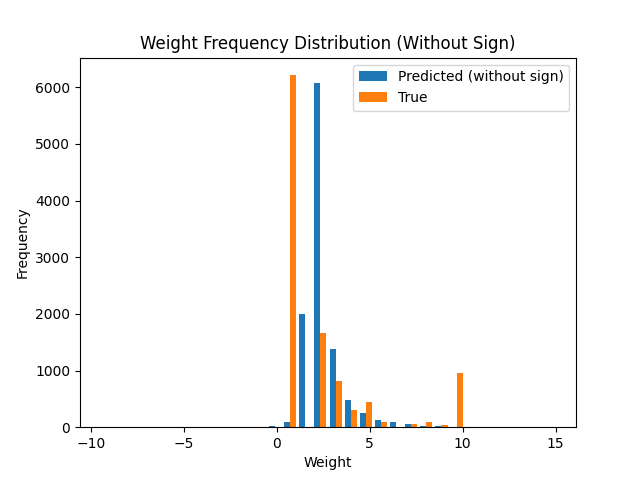 Weight Frequency Distribution (Without Sign)
Predicted (without sign)
True
Frequency
6000
5000
4000
3000
2000
1000
0
−10
−5
0
5
10
15
Weight